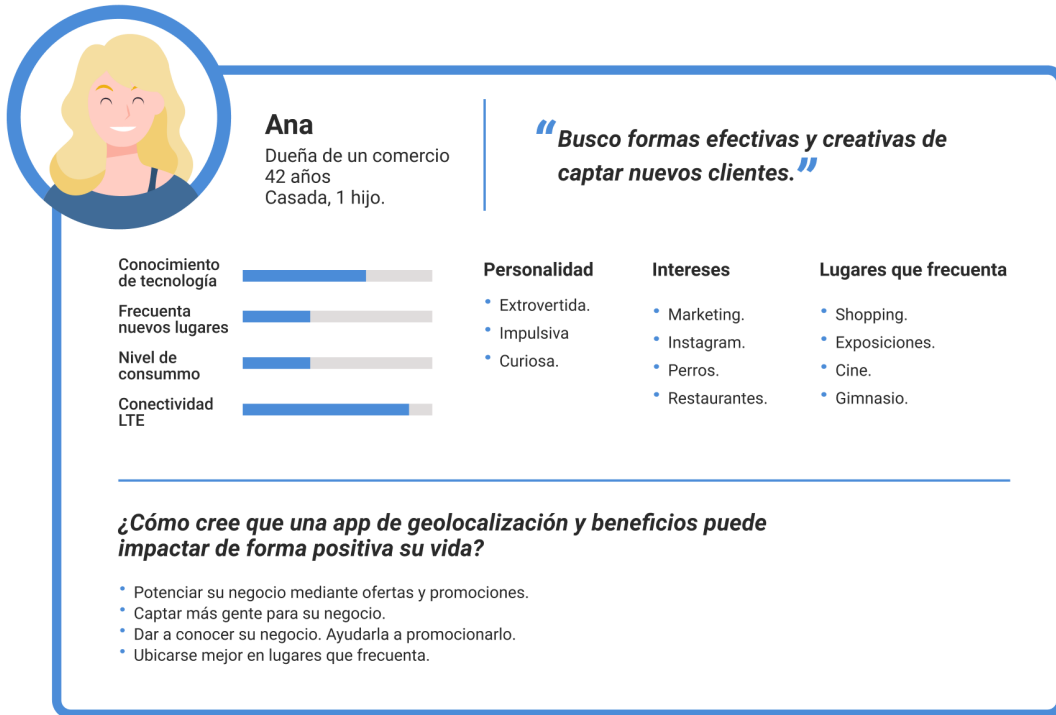 Ana
Dueña de un comercio
42 años
Casada, 1 hijo.
“Busco formas efectivas y creativas de
captar nuevos clientes.”
Conocimiento
de tecnología
Frecuenta
nuevos lugares
Nivel de
consummo
Conectividad
LTE
Personalidad
• Extrovertida.
• Impulsiva
• Curiosa.
Intereses
• Marketing.
• Instagram.
• Perros.
• Restaurantes.
Lugares que frecuenta
• Shopping.
• Exposiciones.
• Cine.
• Gimnasio.
¿Cómo cree que una app de geolocalización y beneficios puede
impactar de forma positiva su vida?
• Potenciar su negocio mediante ofertas y promociones.
• Captar más gente para su negocio.
• Dar a conocer su negocio. Ayudarla a promocionarlo.
• Ubicarse mejor en lugares que frecuenta.